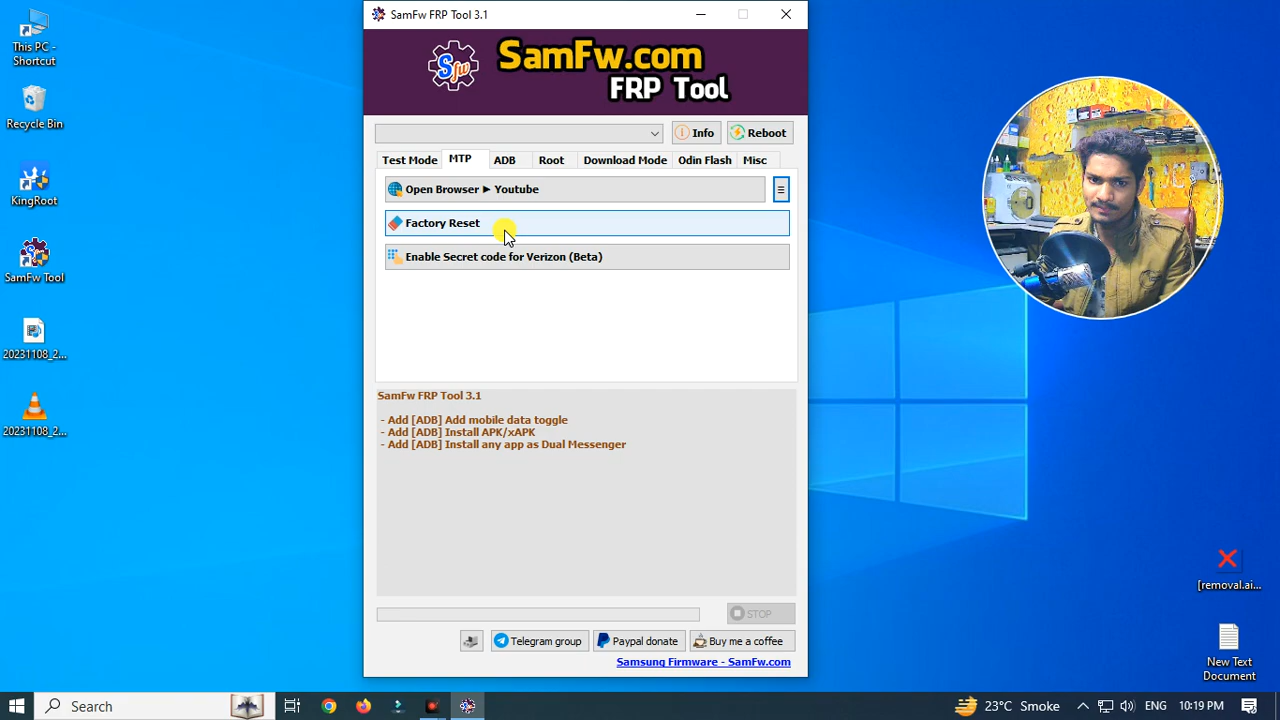 SamFw FRP Tool 3.1
SamFw.com
FRP Tool
Sfw
Info
Reboot
Test Mode
MTP
ADB
Root
Download Mode
Odin Flash
Misc
Open Browser ► Youtube
Factory Reset
Enable Secret code for Verizon (Beta)
SamFw FRP Tool 3.1
- Add [ADB] Add mobile data toggle
- Add [ADB] Install APK/xAPK
- Add [ADB] Install any app as Dual Messenger
STOP
Telegram group
Paypal donate
Buy me a coffee
Samsung Firmware - SamFw.com
This PC -
Shortcut
Recycle Bin
KingRoot
SamFw Tool
20231108_2...
20231108_2...
[removal.ai...
New Text
Document
Search
23°C Smoke
ENG
10:19 PM